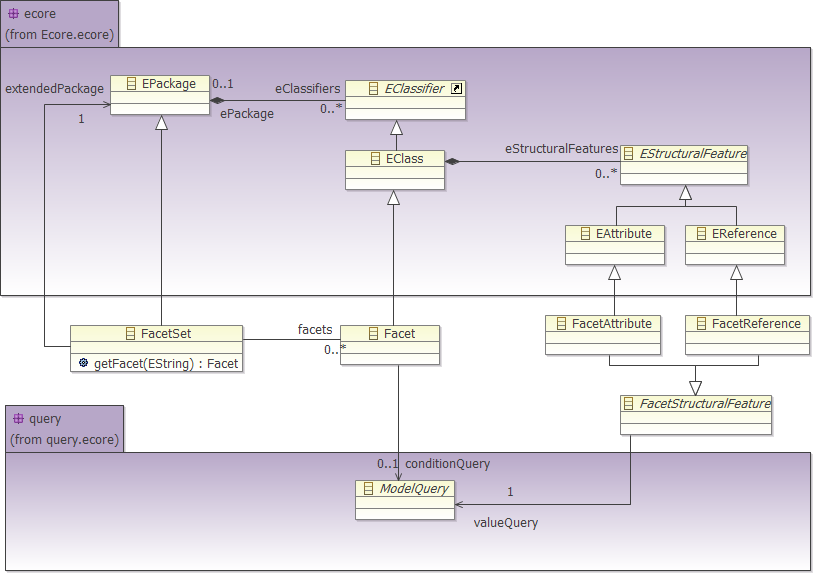 ecore
(from Ecore.ecore)
extendedPackage
1
EPackage
0..1
ePackage
eClassifiers
0..*
EClassifier
EClass
eStructuralFeatures
0..*
EStructuralFeature
EAttribute
EReference
FacetSet
getFacet(EString) : Facet
facets
0..*
Facet
FacetAttribute
FacetReference
FacetStructuralFeature
query
(from query.ecore)
0..1 conditionQuery
ModelQuery
1
valueQuery